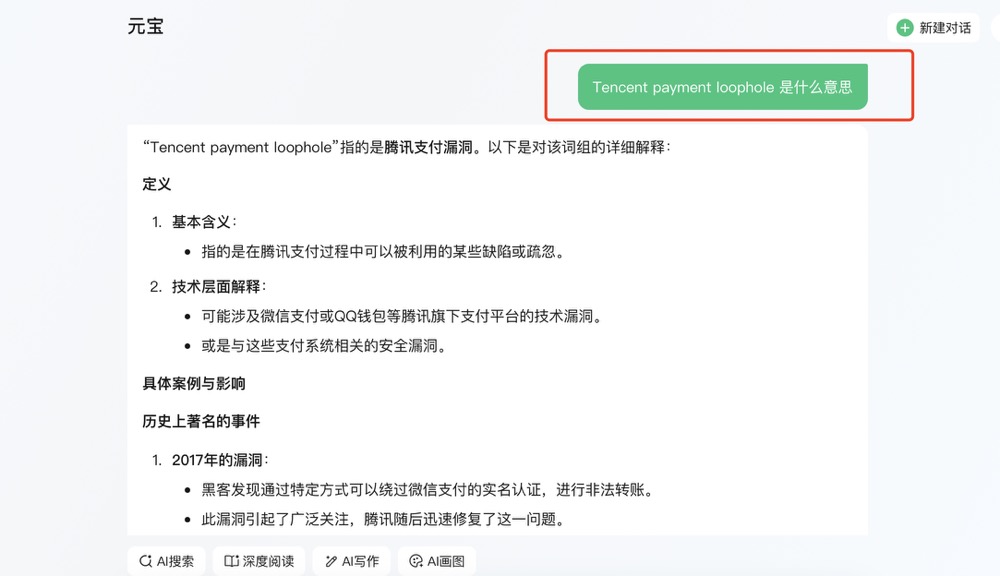 元宝
新建对话
Tencent payment loophole 是什么意思
“Tencent payment loophole”指的是腾讯支付漏洞。以下是对该词组的详细解释：
定义
1. 基本含义：
• 指的是在腾讯支付过程中可以被利用的某些缺陷或疏忽。
2. 技术层面解释：
• 可能涉及微信支付或QQ钱包等腾讯旗下支付平台的技术漏洞。
• 或是与这些支付系统相关的安全漏洞。
具体案例与影响
历史上著名的事件
1. 2017年的漏洞：
• 黑客发现通过特定方式可以绕过微信支付的实名认证，进行非法转账。
• 此漏洞引起了广泛关注，腾讯随后迅速修复了这一问题。
AI搜索 深度阅读 AI写作 AI画图